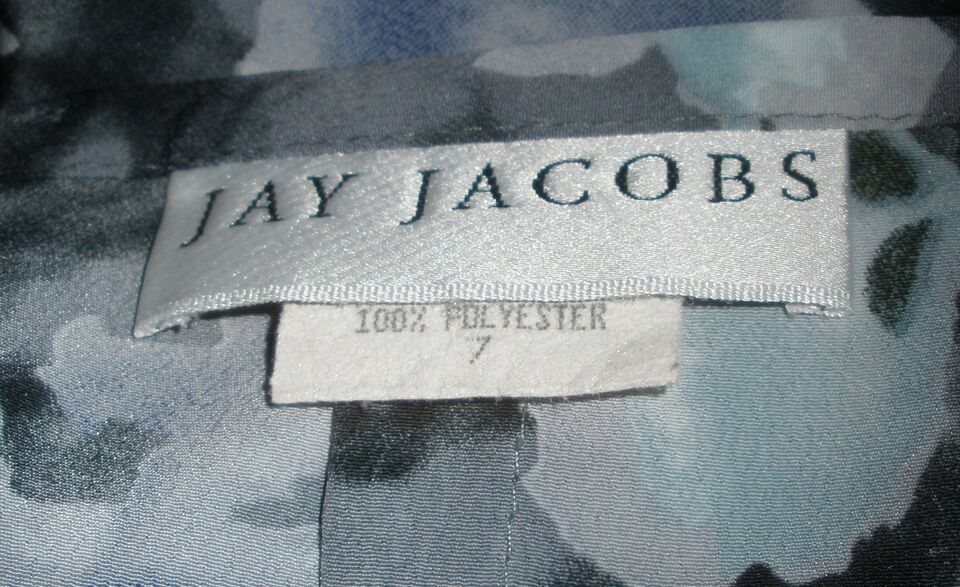 JAY JACOBS
100% POLYESTER
7